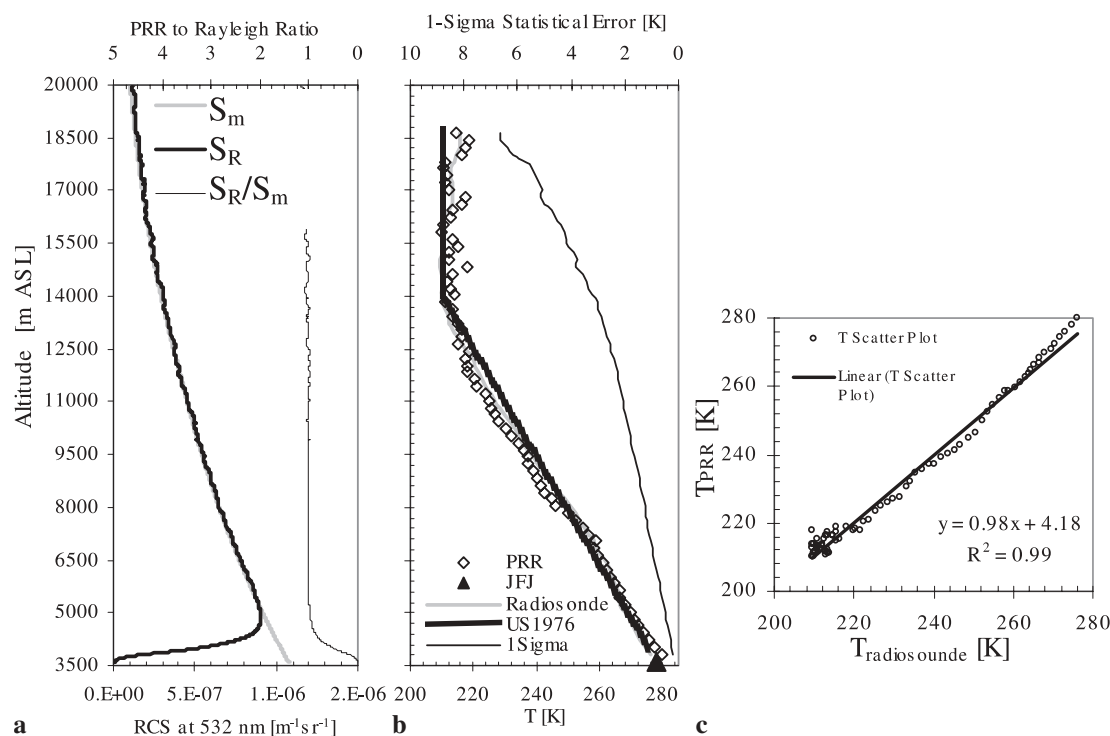 PRR to Rayleigh Ratio
5 4 3 2 1 0
20000
18500
17000
15500
14000
12500
11000
9500
8000
6500
5000
3500
Altitude [m ASL]
Sm
SR
SR/Sm
0.E+00 5.E-07 1.E-06 2.E-06
RCS at 532 nm [m⁻¹sr⁻¹]
a
1-Sigma Statistical Error [K]
10 8 6 4 2 0
PRR
JFJ
Radiosonde
US1976
1Sigma
200 220 240 260 280
T [K]
b
280
260
240
220
200
TPRR [K]
T Scatter Plot
Linear (T Scatter
Plot)
y = 0.98x + 4.18
R² = 0.99
200 220 240 260 280
Tradiosounde [K]
c